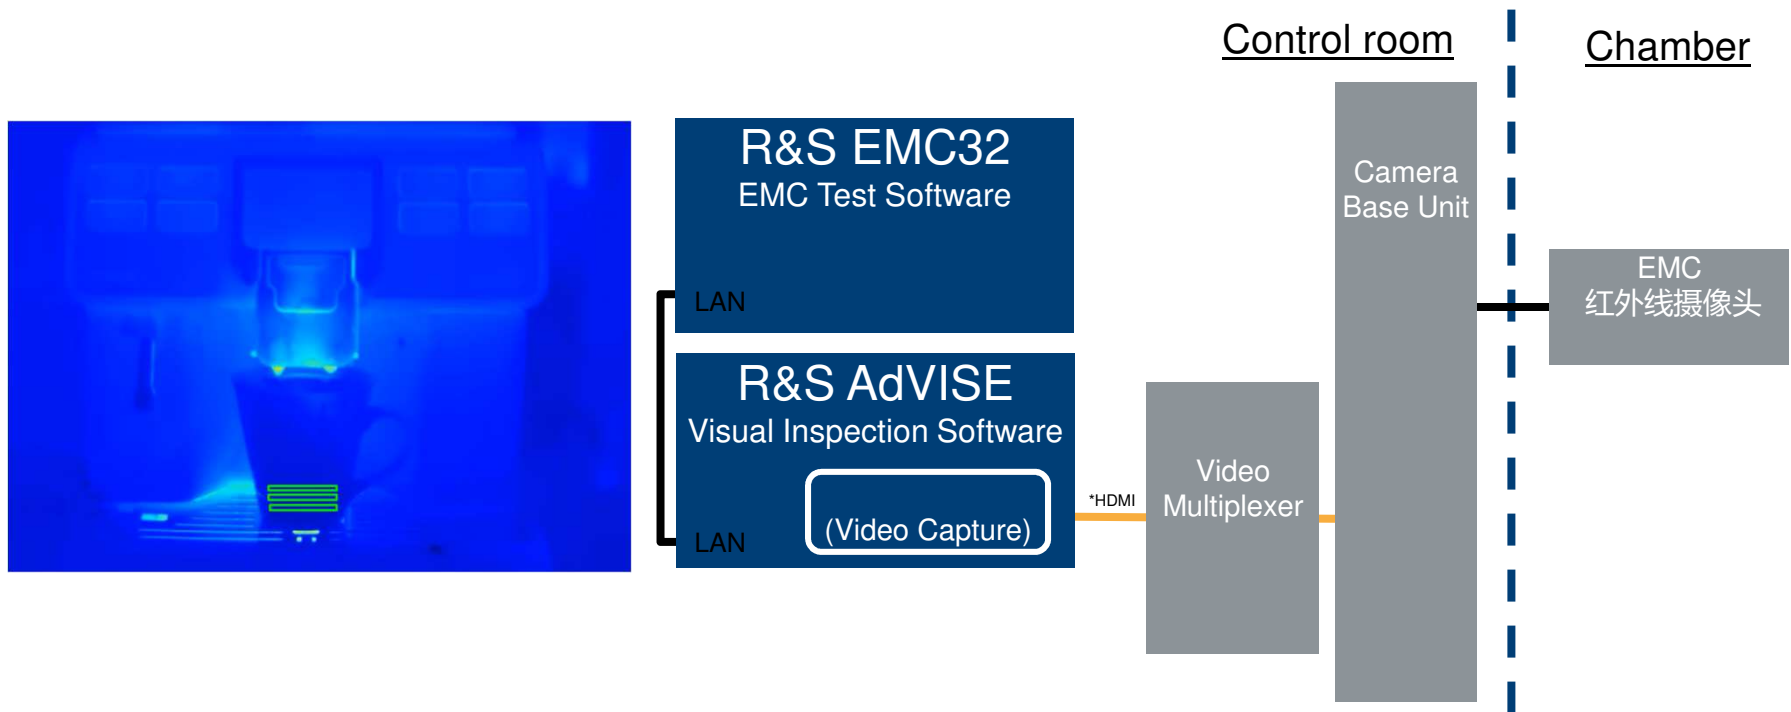 Control room
Chamber
R&S EMC32
EMC Test Software
LAN
R&S AdVISE
Visual Inspection Software
(Video Capture)
LAN
*HDMI
Video
Multiplexer
Camera
Base Unit
EMC
红外线摄像头